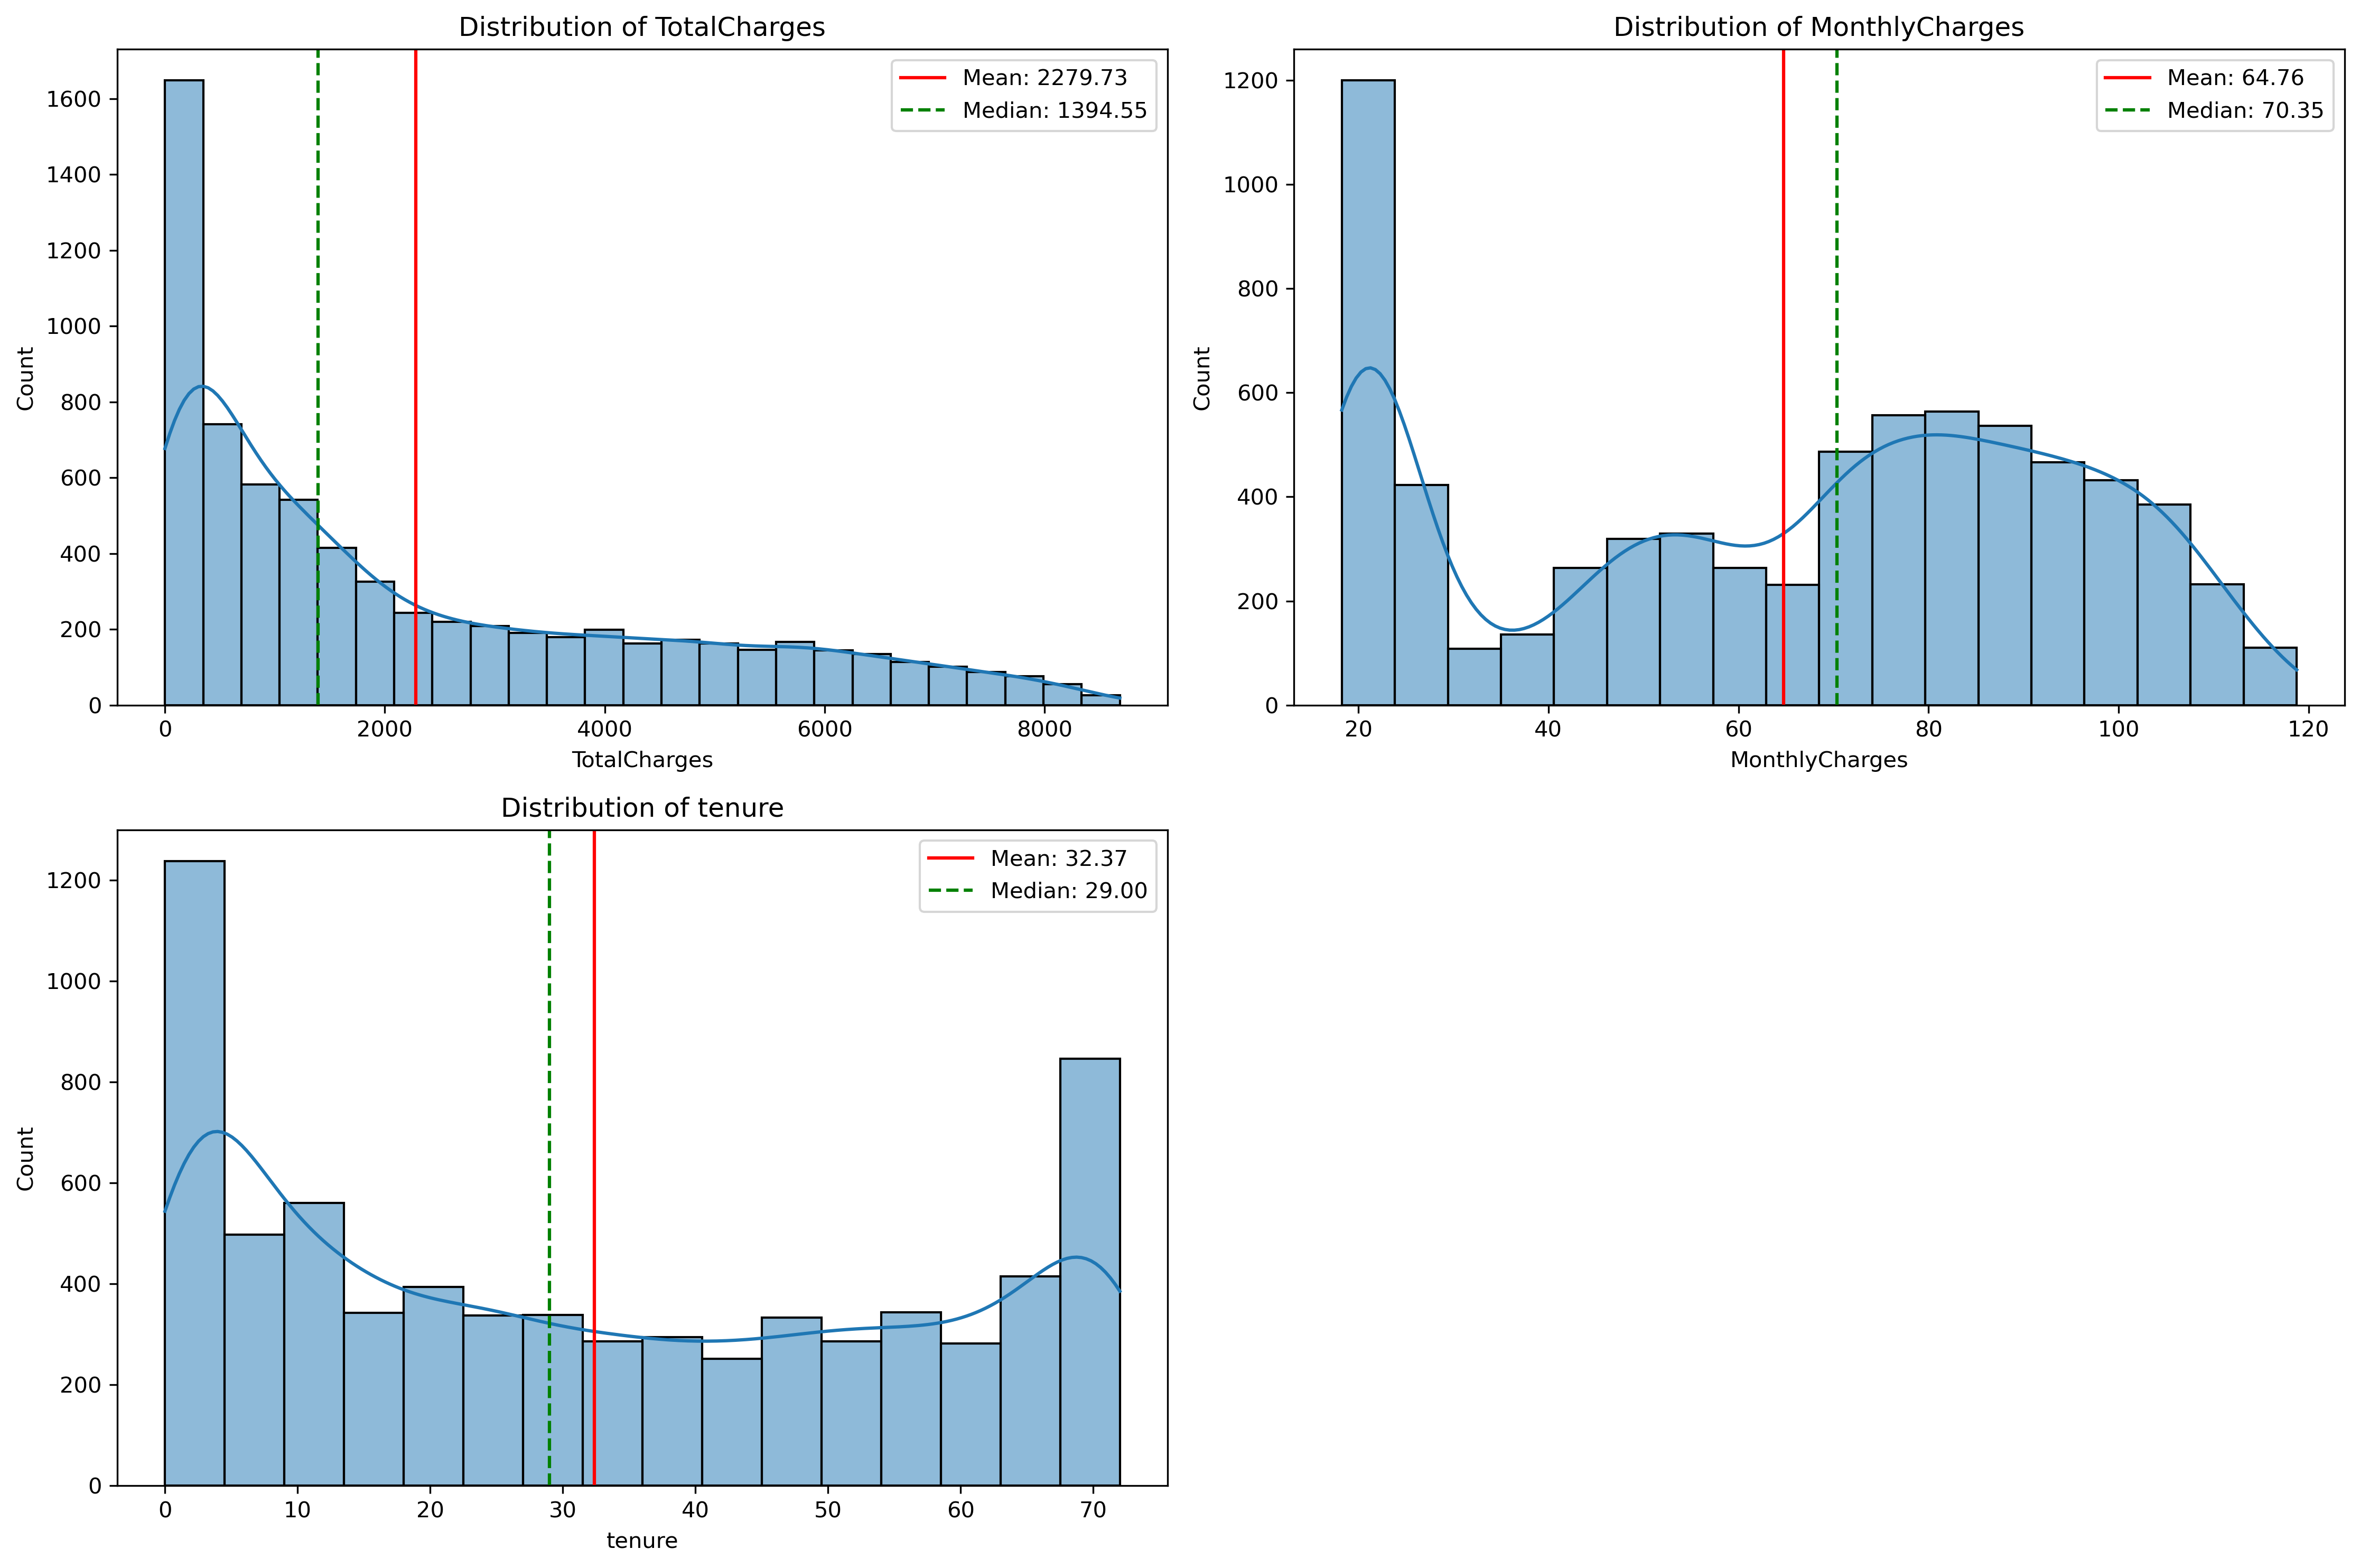 Distribution of TotalCharges
Mean: 2279.73
Median: 1394.55
1600
1400
1200
1000
800
600
400
200
0
Count
0 2000 4000 6000 8000
TotalCharges
Distribution of MonthlyCharges
Mean: 64.76
Median: 70.35
1200
1000
800
600
400
200
0
Count
20 40 60 80 100 120
MonthlyCharges
Distribution of tenure
Mean: 32.37
Median: 29.00
1200
1000
800
600
400
200
0
Count
0 10 20 30 40 50 60 70
tenure